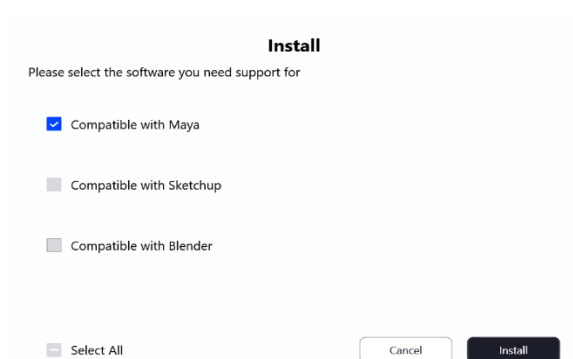 Install
Please select the software you need support for
Compatible with Maya
Compatible with Sketchup
Compatible with Blender
Select All
Cancel
Install